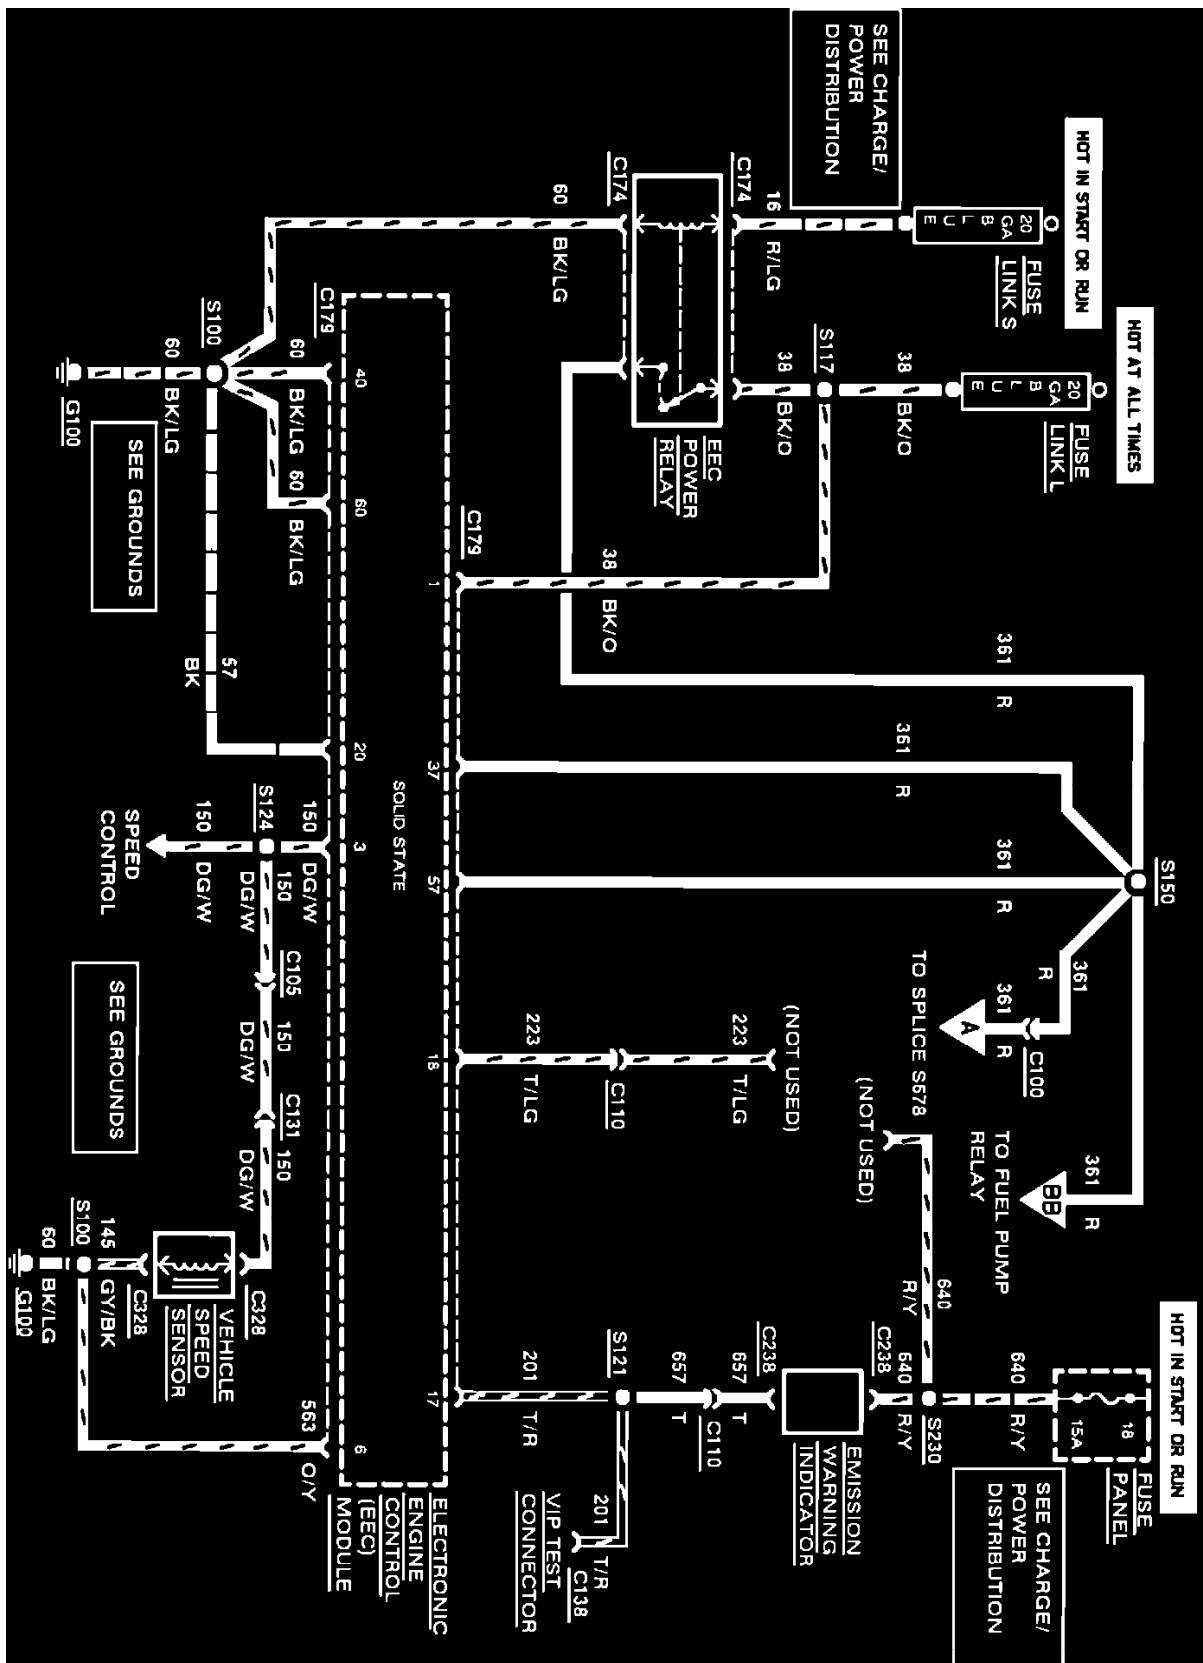 HOT IN START OR RUN
HOT AT ALL TIMES
HOT IN START OR RUN
SEE CHARGE/
POWER
DISTRIBUTION
20
GA
BLUE
FUSE
LINK S
20
GA
BLUE
FUSE
LINK L
18
15A
FUSE
PANEL
SEE CHARGE/
POWER
DISTRIBUTION
16
R/LG
38
BK/O
S117
38
BK/O
S150
361
R
361
R
361
R
361
R
361
R
C100
A
TO SPLICE S578
361
R
BB
TO FUEL PUMP
RELAY
640
R/Y
S230
640
R/Y
(NOT USED)
640
R/Y
C238
EMISSION
WARNING
INDICATOR
C238
657
T
C110
657
T
S121
201
T/R
C138
VIP TEST
CONNECTOR
201
T/R
(NOT USED)
223
T/LG
C110
223
T/LG
C174
EEC
POWER
RELAY
C174
60
BK/LG
38
BK/O
C179
1
37
57
18
17
SOLID STATE
ELECTRONIC
ENGINE
CONTROL
(EEC)
MODULE
40
60
20
3
6
C179
60
BK/LG
60
BK/LG
S100
60
BK/LG
G100
SEE GROUNDS
57
BK
150
DG/W
S124
150
DG/W
SPEED
CONTROL
150
DG/W
C105
150
DG/W
C131
150
DG/W
C328
VEHICLE
SPEED
SENSOR
C328
145
GY/BK
S100
60
BK/LG
G100
SEE GROUNDS
563
O/Y